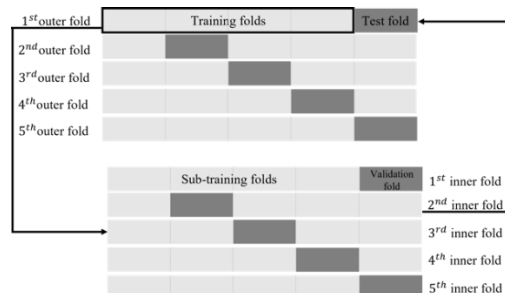 1st outer fold Training folds Test fold
2nd outer fold
3rd outer fold
4th outer fold
5th outer fold
Sub-training folds Validation fold 1st inner fold
2nd inner fold
3rd inner fold
4th inner fold
5th inner fold